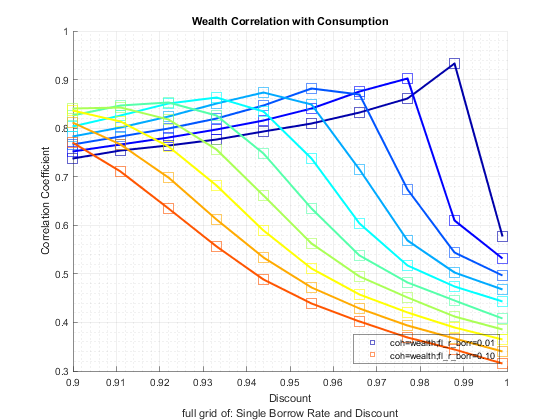 Wealth Correlation with Consumption
1
0.9
0.8
0.7
0.6
0.5
0.4
0.3
Correlation Coefficient
coh=wealth;fl_r_borr=0.01
coh=wealth;fl_r_borr=0.10
0.9 0.91 0.92 0.93 0.94 0.95 0.96 0.97 0.98 0.99 1
Discount
full grid of: Single Borrow Rate and Discount